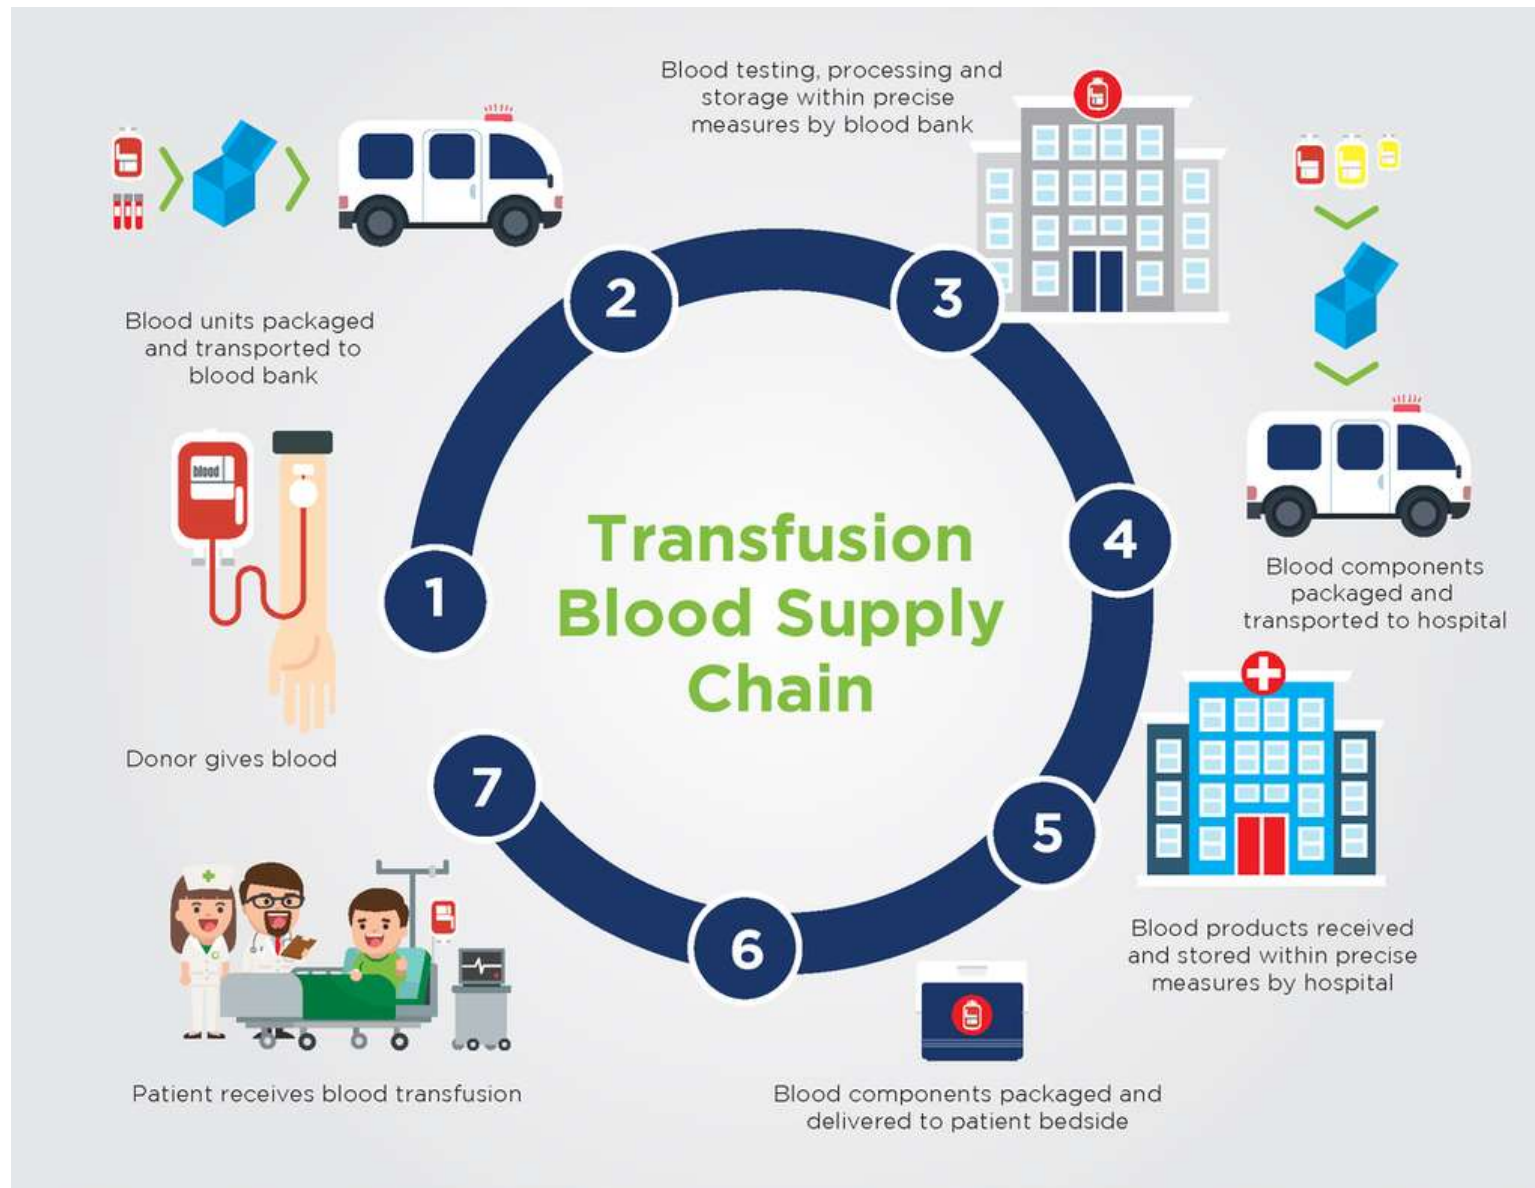 Transfusion
Blood Supply
Chain
1
blood
Donor gives blood
2
Blood units packaged
and transported to
blood bank
3
Blood testing, processing and
storage within precise
measures by blood bank
4
Blood components
packaged and
transported to hospital
5
Blood products received
and stored within precise
measures by hospital
6
Blood components packaged and
delivered to patient bedside
7
Patient receives blood transfusion